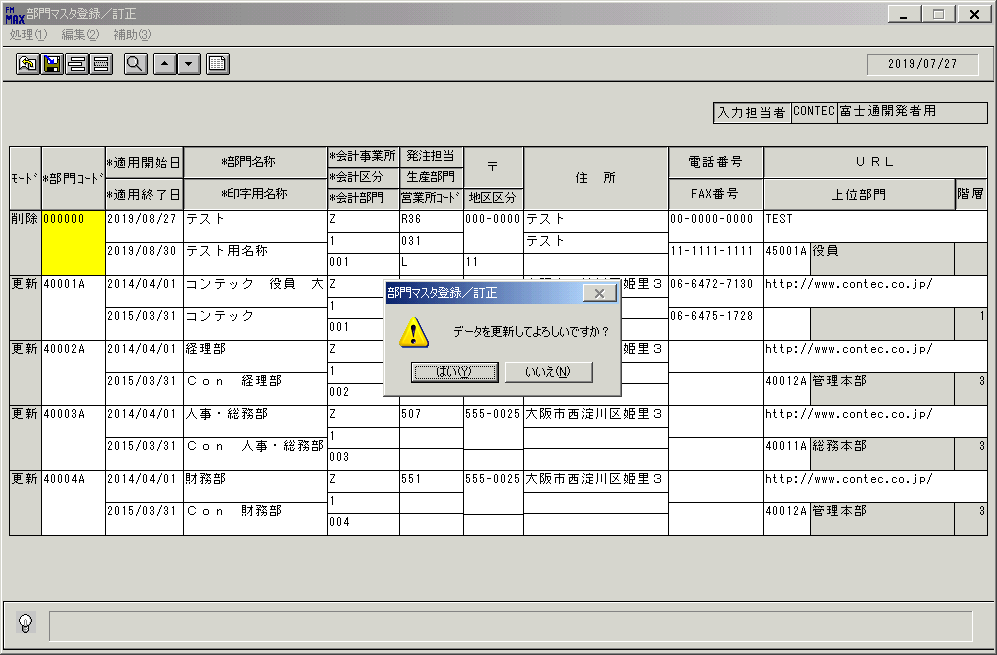 FM MAX 部門マスタ登録／訂正
処理(1) 編集(2) 補助(3)
2019/07/27
入力担当者 CONTEC 富士通開発者用
ﾓｰﾄﾞ *部門ｺｰﾄﾞ *適用開始日 *部門名称 *会計事業所 発注担当 〒 住　所 電話番号 ＵＲＬ
*会計区分 生産部門
*適用終了日 *印字用名称 *会計部門 営業所ｺｰﾄﾞ 地区区分 FAX番号 上位部門 階層
削除 000000 2019/08/27 テスト Z R36 000-0000 テスト 00-0000-0000 TEST
1 031 テスト
2019/08/30 テスト用名称 001 L 11 11-1111-1111 45001A 役員
更新 40001A 2014/04/01 コンテック　役員　大 Z 姫里３ 06-6472-7130 http://www.contec.co.jp/
1
2015/03/31 コンテック 001 06-6475-1728 1
更新 40002A 2014/04/01 経理部 Z 姫里３ http://www.contec.co.jp/
1
2015/03/31 Ｃｏｎ　経理部 002 40012A 管理本部 3
更新 40003A 2014/04/01 人事・総務部 Z 507 555-0025 大阪市西淀川区姫里３ http://www.contec.co.jp/
1
2015/03/31 Ｃｏｎ　人事・総務部 003 40011A 総務本部 3
更新 40004A 2014/04/01 財務部 Z 551 555-0025 大阪市西淀川区姫里３ http://www.contec.co.jp/
1
2015/03/31 Ｃｏｎ　財務部 004 40012A 管理本部 3
部門マスタ登録／訂正
データを更新してよろしいですか？
はい(Y) いいえ(N)